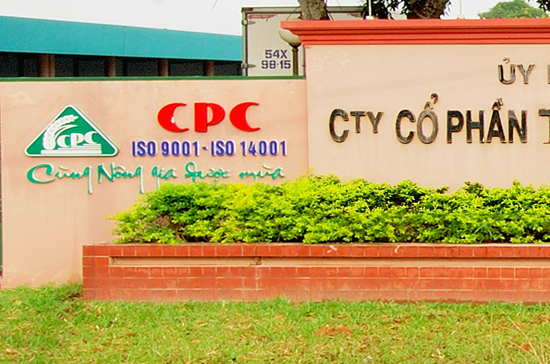 54X
98-15
ỦY
CPC
CPC
ISO 9001 - ISO 14001
Cùng Nông gia được mùa
CTY CỔ PHẦN